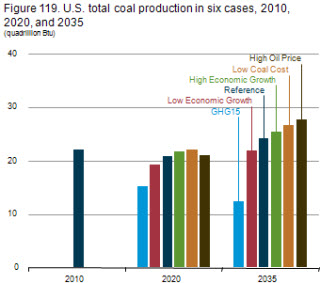 Figure 119. U.S. total coal production in six cases, 2010,
2020, and 2035
(quadrillion Btu)
40
High Oil Price
Low Coal Cost
High Economic Growth
30
Reference
Low Economic Growth
GHG15
20
10
0
2010
2020
2035